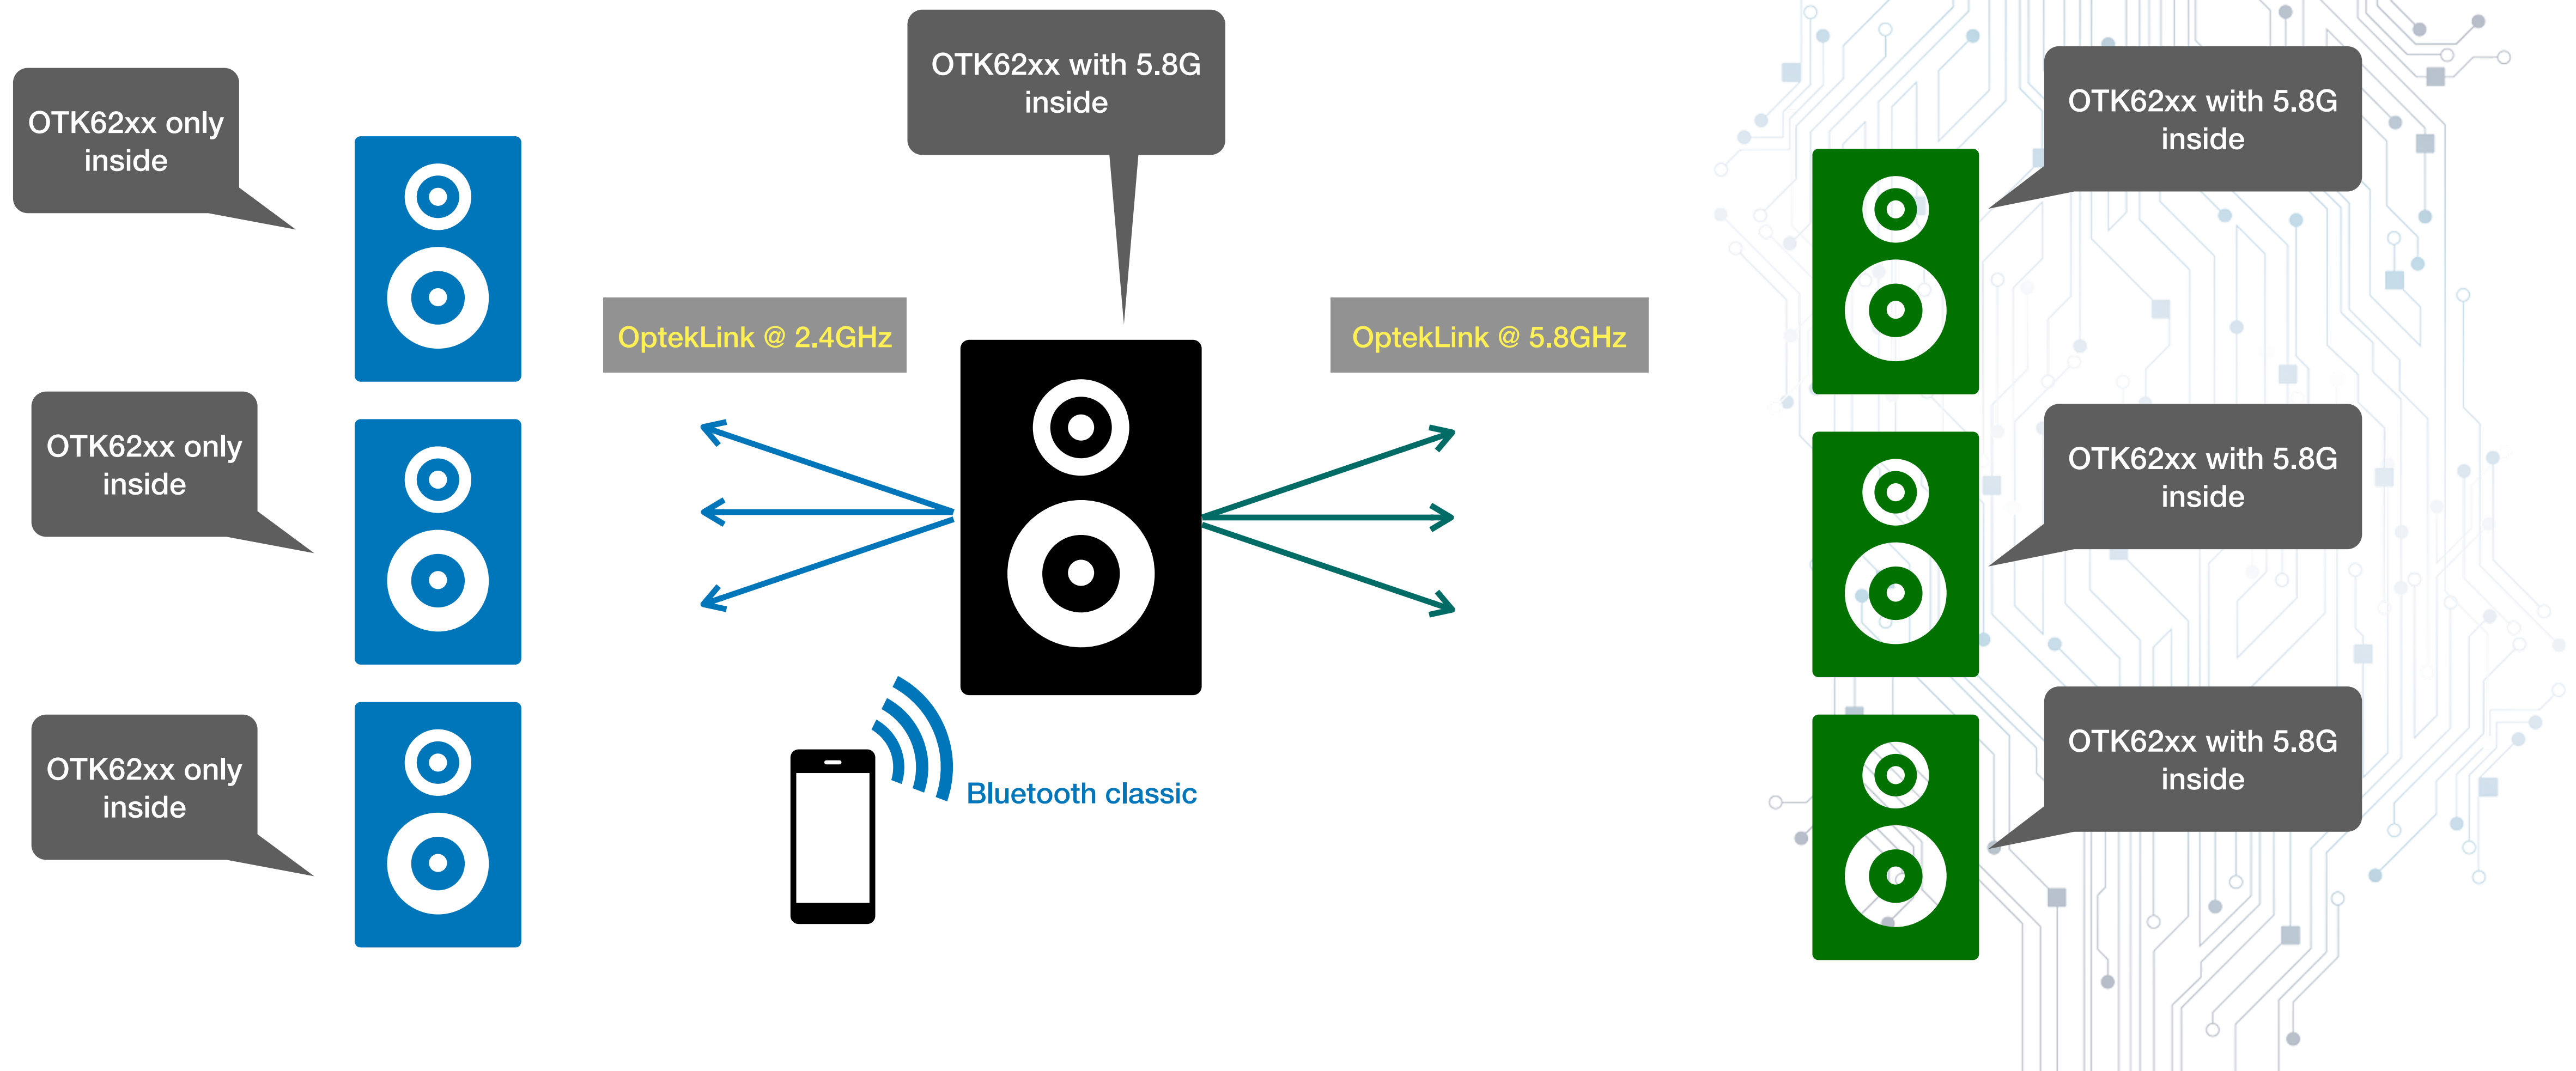 OTK62xx only
inside
OTK62xx with 5.8G
inside
OTK62xx with 5.8G
inside
OptekLink @ 2.4GHz
OptekLink @ 5.8GHz
OTK62xx only
inside
OTK62xx with 5.8G
inside
OTK62xx only
inside
Bluetooth classic
OTK62xx with 5.8G
inside